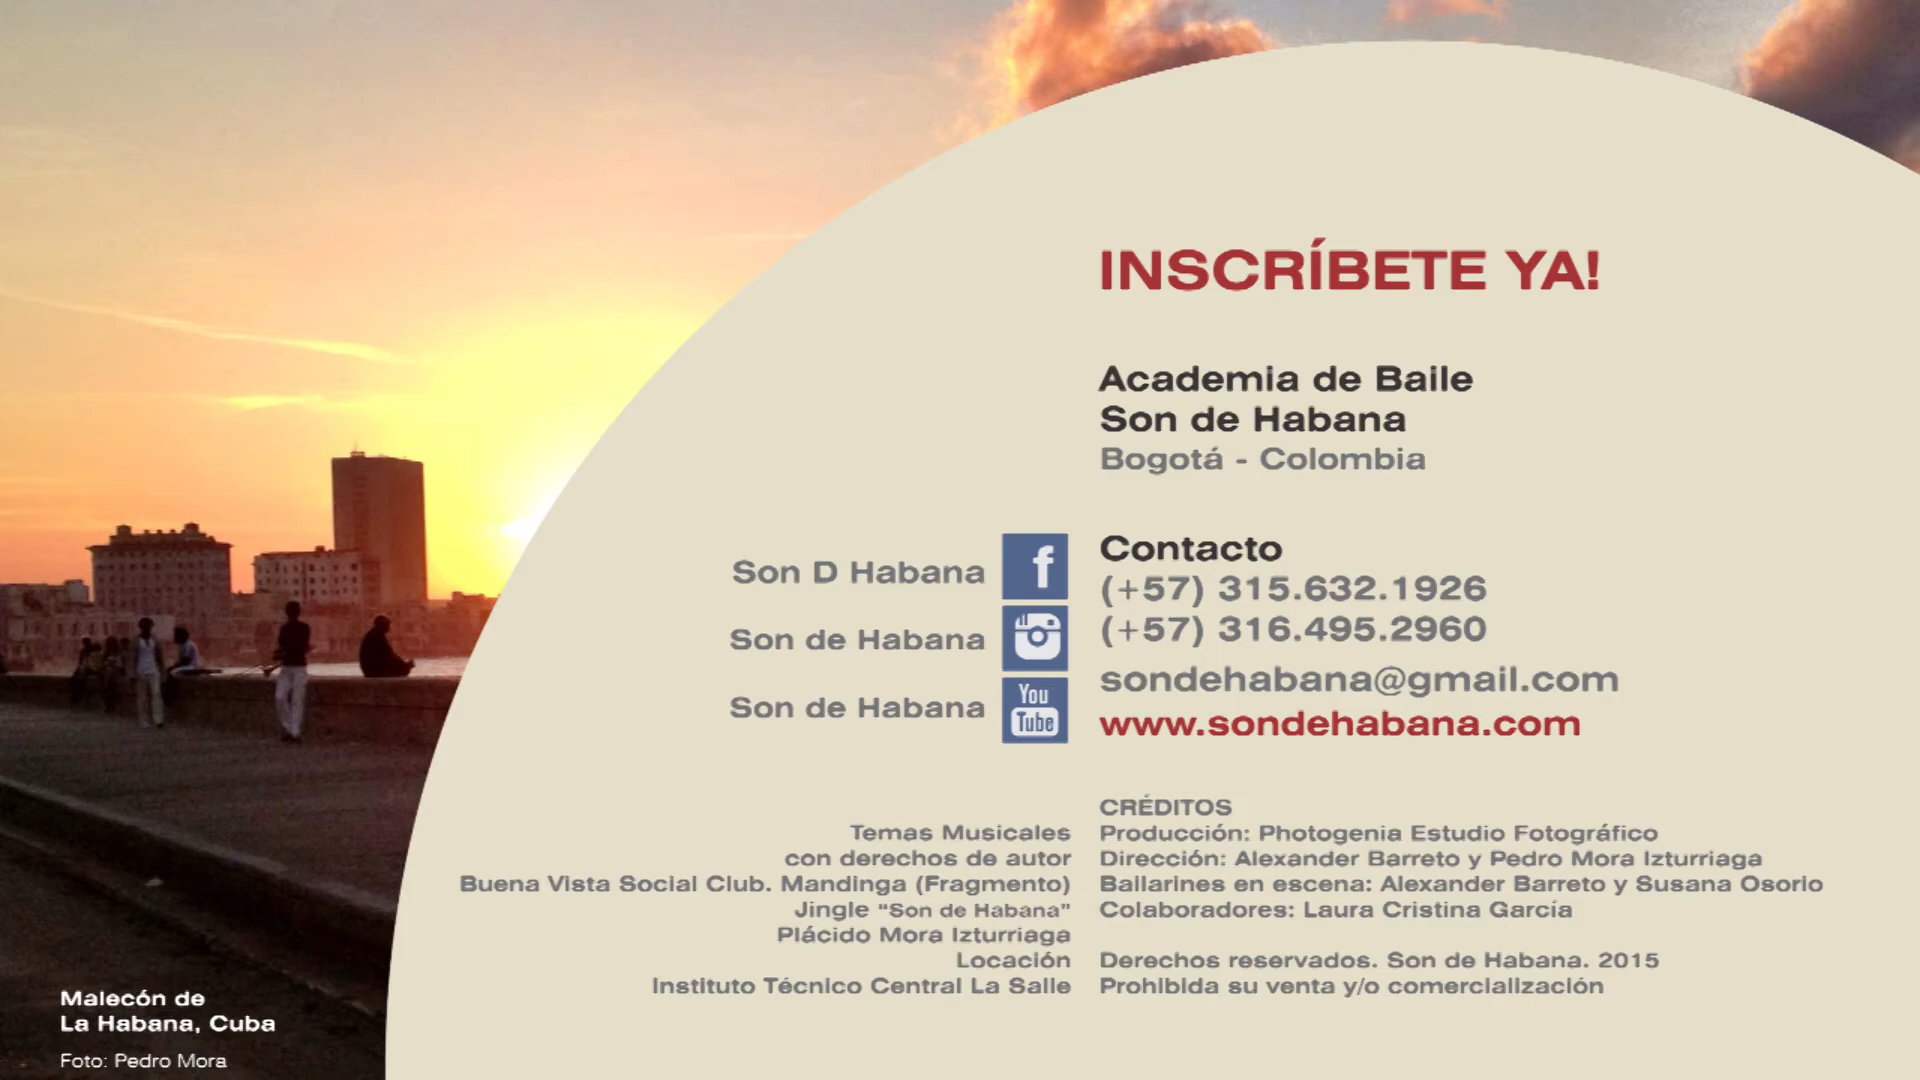 INSCRÍBETE YA!
Academia de Baile
Son de Habana
Bogotá - Colombia
Son D Habana
f
Son de Habana
Son de Habana
You
Tube
Contacto
(+57) 315.632.1926
(+57) 316.495.2960
sondehabana@gmail.com
www.sondehabana.com
Temas Musicales
con derechos de autor
Buena Vista Social Club. Mandinga (Fragmento)
Jingle “Son de Habana”
Plácido Mora Izturriaga
Locación
Instituto Técnico Central La Salle
CRÉDITOS
Producción: Photogenia Estudio Fotográfico
Dirección: Alexander Barreto y Pedro Mora Izturriaga
Bailarines en escena: Alexander Barreto y Susana Osorio
Colaboradores: Laura Cristina García
Derechos reservados. Son de Habana. 2015
Prohibida su venta y/o comercialización
Malecón de
La Habana, Cuba
Foto: Pedro Mora